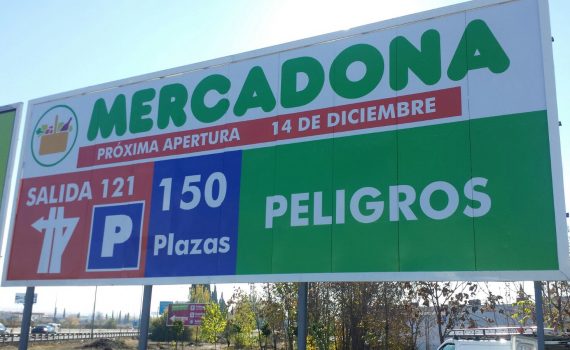 MERCADONA
PRÓXIMA APERTURA 14 DE DICIEMBRE
SALIDA 121
P
150
Plazas
PELIGROS